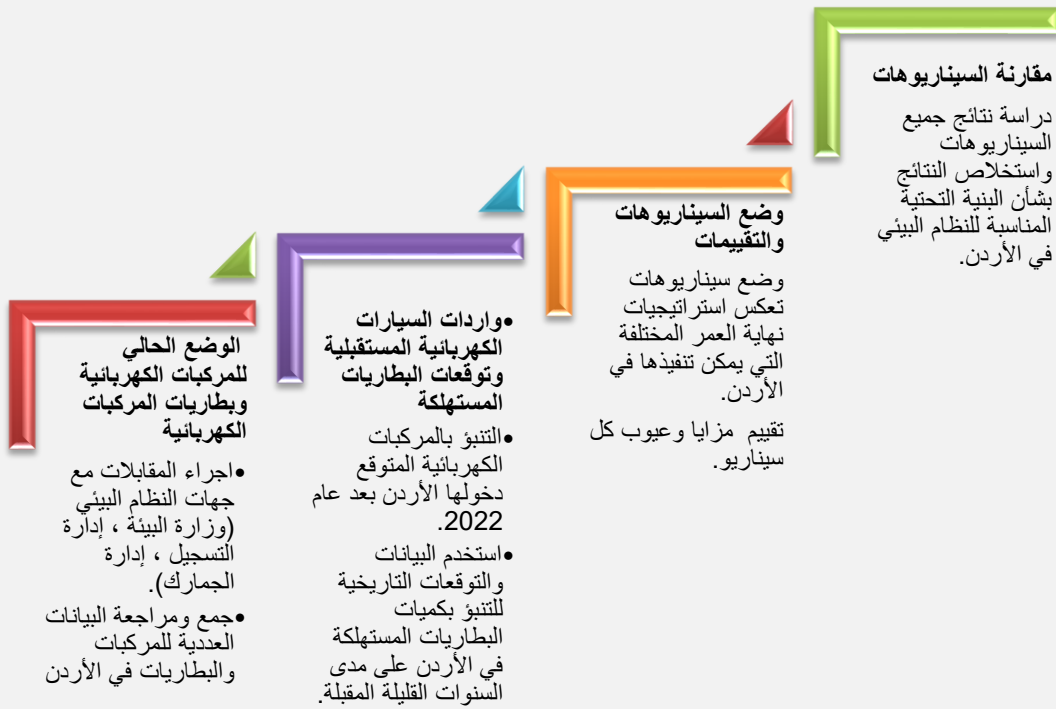 الوضع الحالي
للمركبات الكهربائية
وبطاريات المركبات
الكهربائية
•اجراء المقابلات مع
جهات النظام البيئي
(وزارة البيئة ، إدارة
التسجيل ، إدارة
الجمارك).
•جمع ومراجعة البيانات
العددية للمركبات
والبطاريات في الأردن
•واردات السيارات
الكهربائية المستقبلية
وتوقعات البطاريات
المستهلكة
•التنبؤ بالمركبات
الكهربائية المتوقع
دخولها الأردن بعد عام
2022.
•استخدم البيانات
والتوقعات التاريخية
للتنبؤ بكميات
البطاريات المستهلكة
في الأردن على مدى
السنوات القليلة المقبلة.
وضع السيناريوهات
والتقييمات
وضع سيناريوهات
تعكس استراتيجيات
نهاية العمر المختلفة
التي يمكن تنفيذها في
الأردن.
تقييم مزايا وعيوب كل
سيناريو.
مقارنة السيناريوهات
دراسة نتائج جميع
السيناريوهات
واستخلاص النتائج
بشأن البنية التحتية
المناسبة للنظام البيئي
في الأردن.